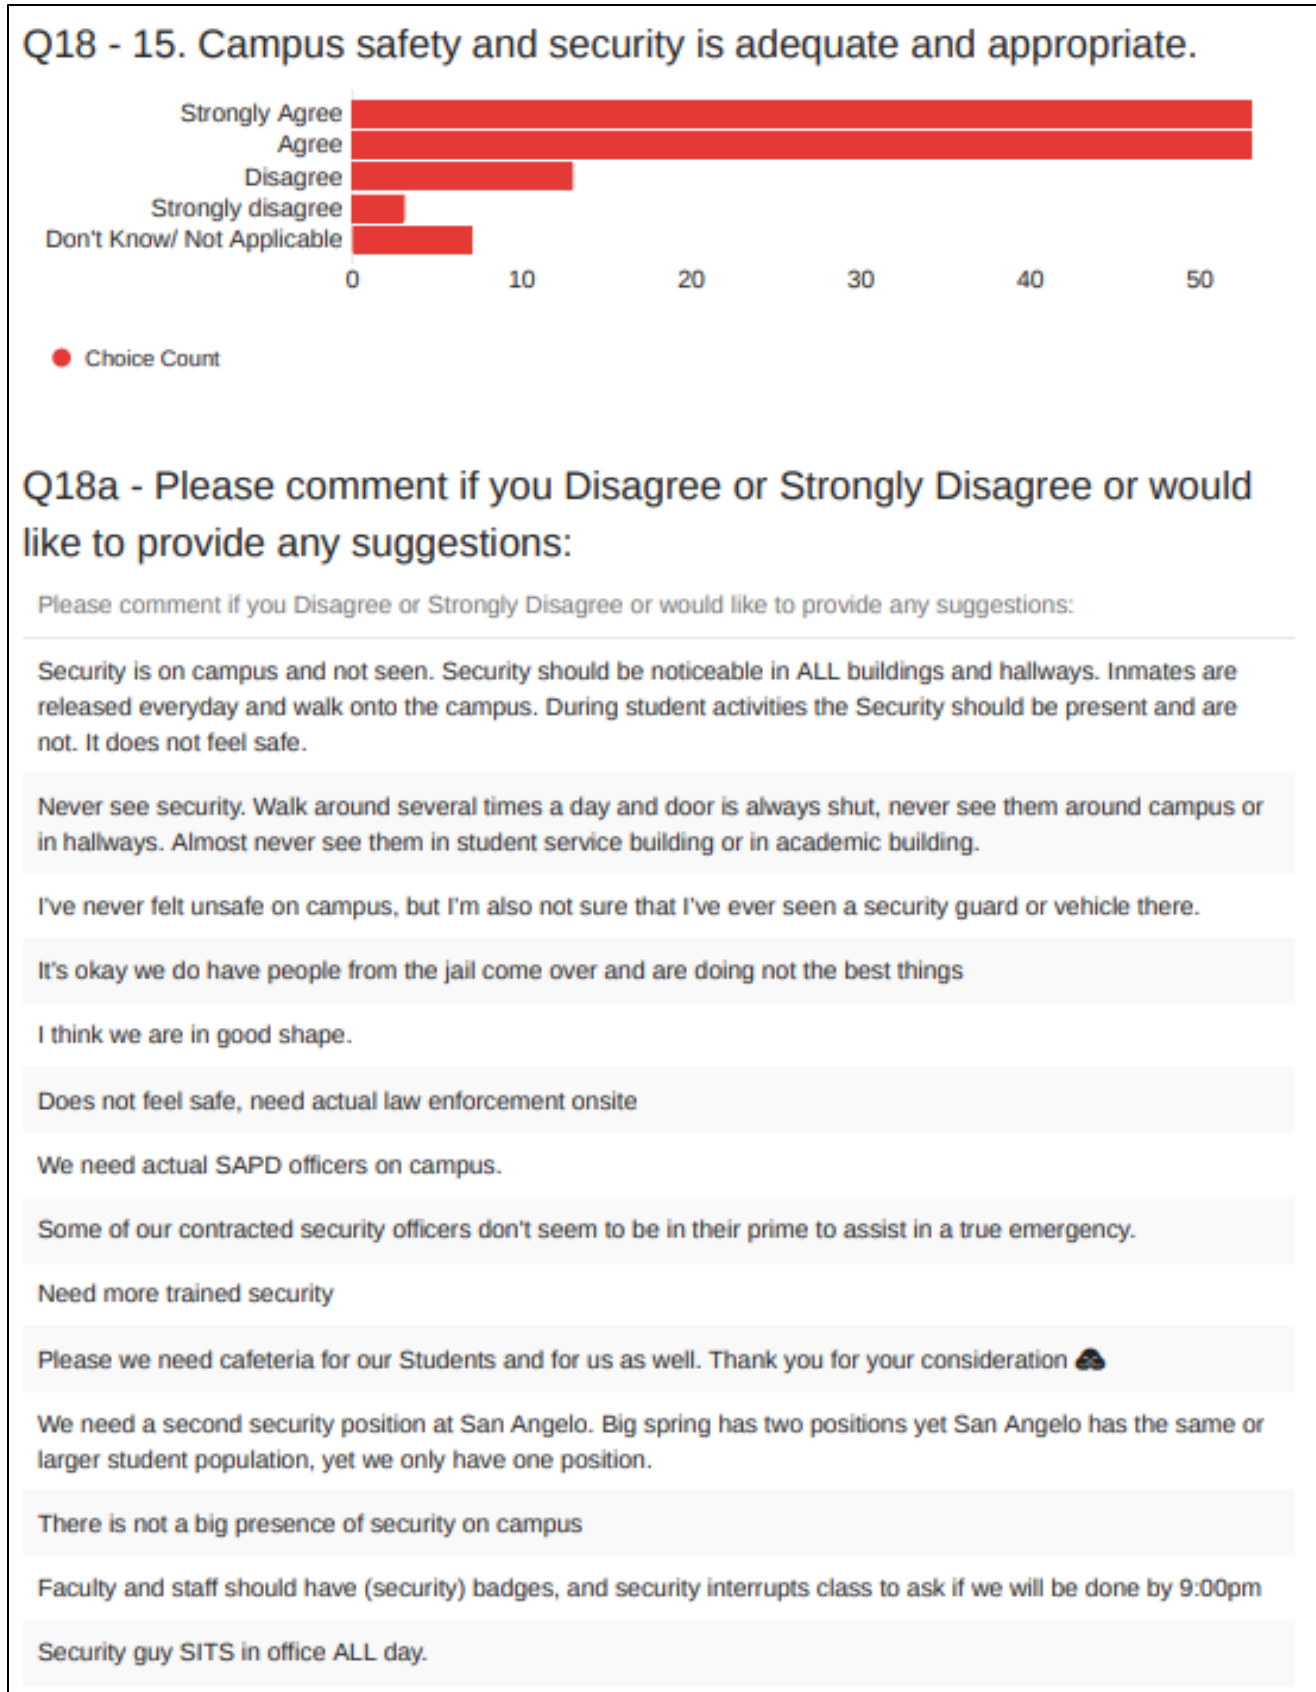 Q18 - 15. Campus safety and security is adequate and appropriate.
Strongly Agree
Agree
Disagree
Strongly disagree
Don't Know/ Not Applicable
0 10 20 30 40 50
Choice Count
Q18a - Please comment if you Disagree or Strongly Disagree or would
like to provide any suggestions:
Please comment if you Disagree or Strongly Disagree or would like to provide any suggestions:
Security is on campus and not seen. Security should be noticeable in ALL buildings and hallways. Inmates are
released everyday and walk onto the campus. During student activities the Security should be present and are
not. It does not feel safe.
Never see security. Walk around several times a day and door is always shut, never see them around campus or
in hallways. Almost never see them in student service building or in academic building.
I've never felt unsafe on campus, but I'm also not sure that I've ever seen a security guard or vehicle there.
It's okay we do have people from the jail come over and are doing not the best things
I think we are in good shape.
Does not feel safe, need actual law enforcement onsite
We need actual SAPD officers on campus.
Some of our contracted security officers don't seem to be in their prime to assist in a true emergency.
Need more trained security
Please we need cafeteria for our Students and for us as well. Thank you for your consideration
We need a second security position at San Angelo. Big spring has two positions yet San Angelo has the same or
larger student population, yet we only have one position.
There is not a big presence of security on campus
Faculty and staff should have (security) badges, and security interrupts class to ask if we will be done by 9:00pm
Security guy SITS in office ALL day.